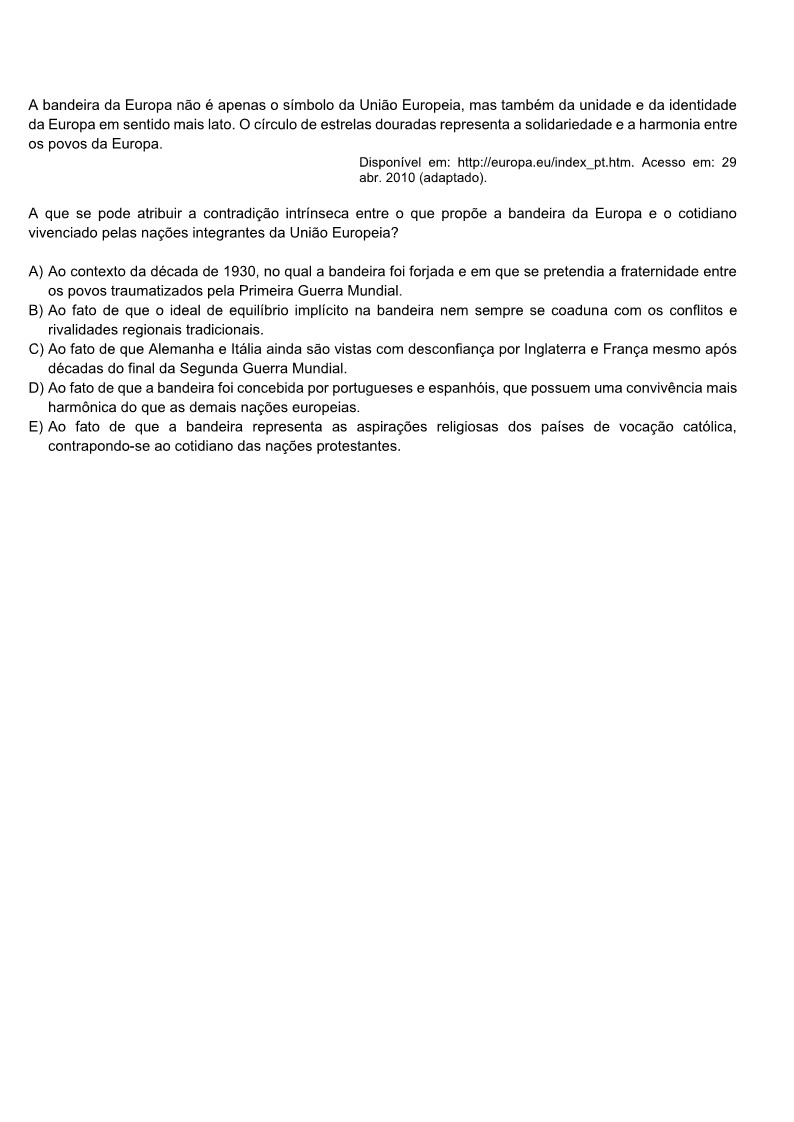 A bandeira da Europa não é apenas o símbolo da União Europeia, mas também da unidade e da identidade
da Europa em sentido mais lato. O círculo de estrelas douradas representa a solidariedade e a harmonia entre
os povos da Europa.
Disponível em: http://europa.eu/index_pt.htm. Acesso em: 29
abr. 2010 (adaptado).
A que se pode atribuir a contradição intrínseca entre o que propõe a bandeira da Europa e o cotidiano
vivenciado pelas nações integrantes da União Europeia?
A) Ao contexto da década de 1930, no qual a bandeira foi forjada e em que se pretendia a fraternidade entre
os povos traumatizados pela Primeira Guerra Mundial.
B) Ao fato de que o ideal de equilíbrio implícito na bandeira nem sempre se coaduna com os conflitos e
rivalidades regionais tradicionais.
C) Ao fato de que Alemanha e Itália ainda são vistas com desconfiança por Inglaterra e França mesmo após
décadas do final da Segunda Guerra Mundial.
D) Ao fato de que a bandeira foi concebida por portugueses e espanhóis, que possuem uma convivência mais
harmônica do que as demais nações europeias.
E) Ao fato de que a bandeira representa as aspirações religiosas dos países de vocação católica,
contrapondo-se ao cotidiano das nações protestantes.